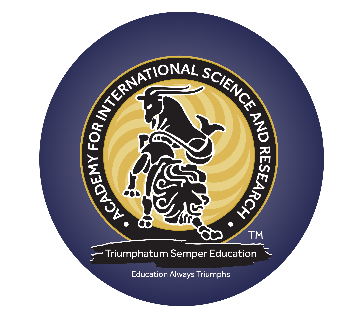 • ACADEMY FOR INTERNATIONAL SCIENCE AND RESEARCH •
TM
Triumphatum Semper Education
Education Always Triumphs